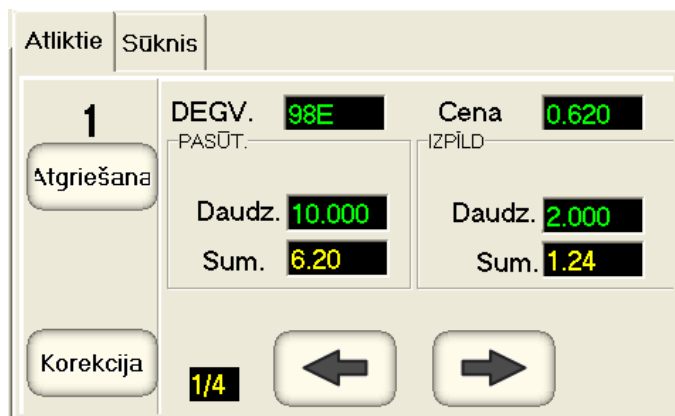 Atliktie Sūknis
1 DEGV. 98E Cena 0.620
PASŪT. IZPĪLD
Atgriešana
Daudz. 10.000 Daudz. 2.000
Sum. 6.20 Sum. 1.24
Korekcija
1/4